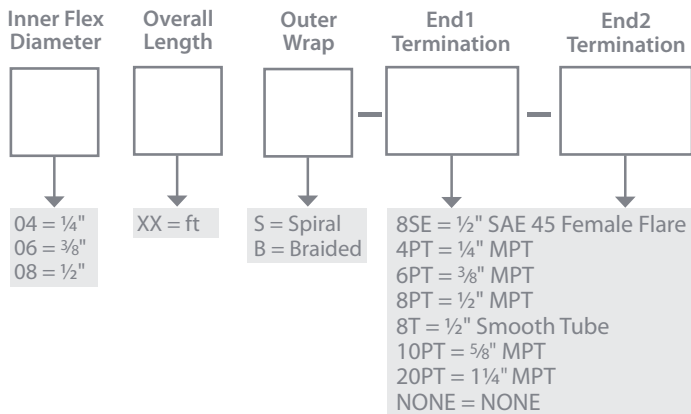 Inner Flex
Diameter
Overall
Length
Outer
Wrap
End1
Termination
End2
Termination
04 = ¼"
06 = ⅜"
08 = ½"
XX = ft
S = Spiral
B = Braided
8SE = ½" SAE 45 Female Flare
4PT = ¼" MPT
6PT = ⅜" MPT
8PT = ½" MPT
8T = ½" Smooth Tube
10PT = ⅝" MPT
20PT = 1¼" MPT
NONE = NONE